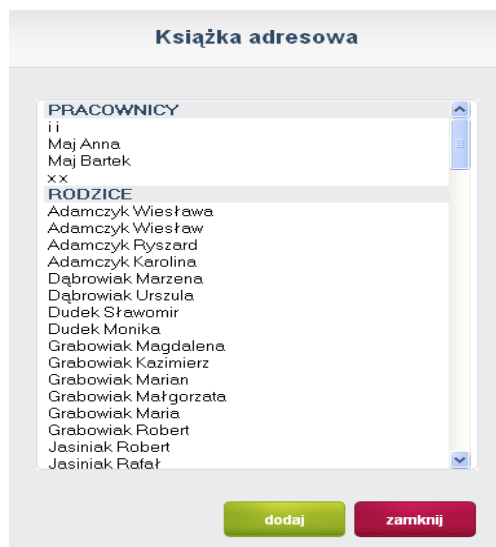 Książka adresowa
PRACOWNICY
i i
Maj Anna
Maj Bartek
x x
RODZICE
Adamczyk Wiesława
Adamczyk Wiesław
Adamczyk Ryszard
Adamczyk Karolina
Dąbrowiak Marzena
Dąbrowiak Urszula
Dudek Sławomir
Dudek Monika
Grabowiak Magdalena
Grabowiak Kazimierz
Grabowiak Marian
Grabowiak Małgorzata
Grabowiak Maria
Grabowiak Robert
Jasiniak Robert
Jasiniak Rafał
dodaj
zamknij